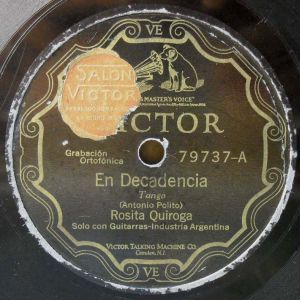 VE
SALON
VICTOR
"HIS MASTER'S VOICE"
VICTOR
Grabación
Ortofónica
79737-A
En Decadencia
Tango
(Antonio Polito)
Rosita Quiroga
Solo con Guitarras-Industria Argentina
VICTOR TALKING MACHINE CO
Camden, N.J.
VE